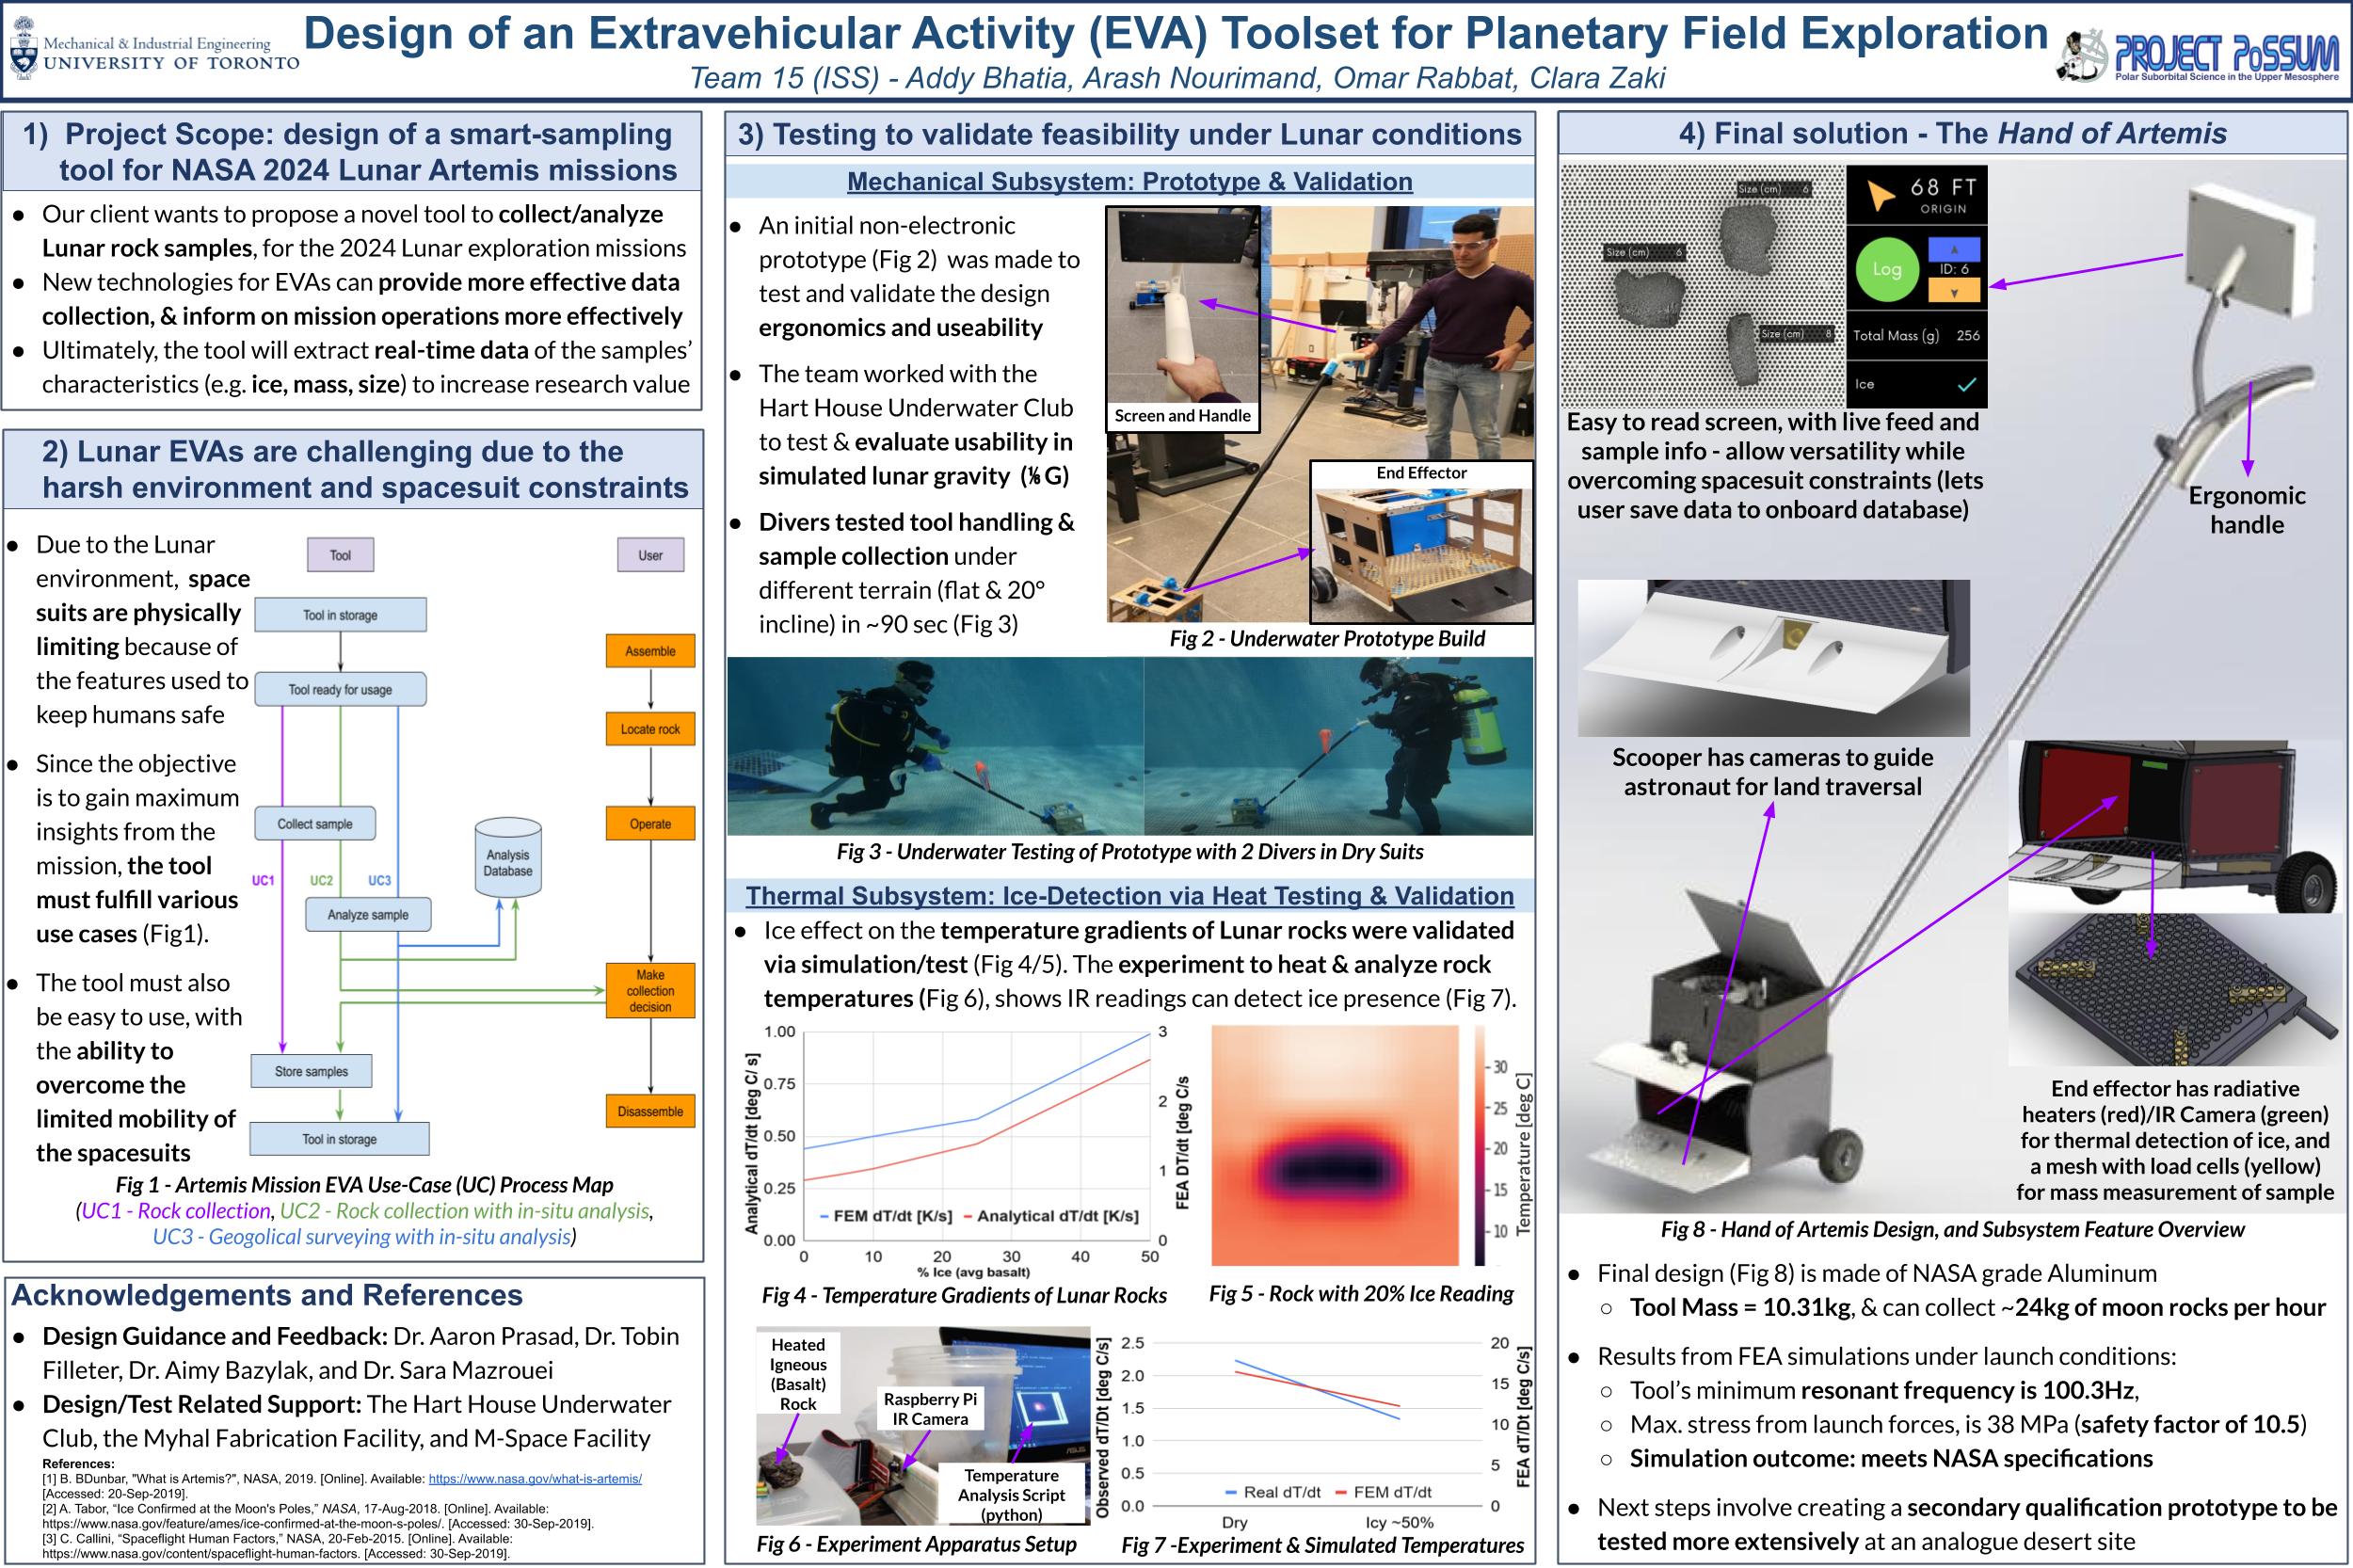 Mechanical & Industrial Engineering
UNIVERSITY OF TORONTO
Design of an Extravehicular Activity (EVA) Toolset for Planetary Field Exploration
Team 15 (ISS) - Addy Bhatia, Arash Nourimand, Omar Rabbat, Clara Zaki
PROJECT PoSSUM
Polar Suborbital Science in the Upper Mesosphere
1) Project Scope: design of a smart-sampling
tool for NASA 2024 Lunar Artemis missions
● Our client wants to propose a novel tool to collect/analyze
Lunar rock samples, for the 2024 Lunar exploration missions
● New technologies for EVAs can provide more effective data
collection, & inform on mission operations more effectively
● Ultimately, the tool will extract real-time data of the samples’
characteristics (e.g. ice, mass, size) to increase research value
2) Lunar EVAs are challenging due to the
harsh environment and spacesuit constraints
● Due to the Lunar
environment, space
suits are physically
limiting because of
the features used to
keep humans safe
● Since the objective
is to gain maximum
insights from the
mission, the tool
must fulfill various
use cases (Fig1).
● The tool must also
be easy to use, with
the ability to
overcome the
limited mobility of
the spacesuits
Tool
User
Tool in storage
Assemble
Tool ready for usage
Locate rock
Collect sample
Operate
Analysis
Database
UC1
UC2
UC3
Analyze sample
Make
collection
decision
Store samples
Disassemble
Tool in storage
Fig 1 - Artemis Mission EVA Use-Case (UC) Process Map
(UC1 - Rock collection, UC2 - Rock collection with in-situ analysis,
UC3 - Geogolical surveying with in-situ analysis)
Acknowledgements and References
● Design Guidance and Feedback: Dr. Aaron Prasad, Dr. Tobin
Filleter, Dr. Aimy Bazylak, and Dr. Sara Mazrouei
● Design/Test Related Support: The Hart House Underwater
Club, the Myhal Fabrication Facility, and M-Space Facility
References:
[1] B. BDunbar, "What is Artemis?", NASA, 2019. [Online]. Available: https://www.nasa.gov/what-is-artemis/
[Accessed: 20-Sep-2019].
[2] A. Tabor, “Ice Confirmed at the Moon's Poles,” NASA, 17-Aug-2018. [Online]. Available:
https://www.nasa.gov/feature/ames/ice-confirmed-at-the-moon-s-poles/. [Accessed: 30-Sep-2019].
[3] C. Callini, “Spaceflight Human Factors,” NASA, 20-Feb-2015. [Online]. Available:
https://www.nasa.gov/content/spaceflight-human-factors. [Accessed: 30-Sep-2019].
3) Testing to validate feasibility under Lunar conditions
Mechanical Subsystem: Prototype & Validation
● An initial non-electronic
prototype (Fig 2) was made to
test and validate the design
ergonomics and useability
● The team worked with the
Hart House Underwater Club
to test & evaluate usability in
simulated lunar gravity (⅙ G)
● Divers tested tool handling &
sample collection under
different terrain (flat & 20°
incline) in ~90 sec (Fig 3)
Screen and Handle
End Effector
Fig 2 - Underwater Prototype Build
Fig 3 - Underwater Testing of Prototype with 2 Divers in Dry Suits
Thermal Subsystem: Ice-Detection via Heat Testing & Validation
● Ice effect on the temperature gradients of Lunar rocks were validated
via simulation/test (Fig 4/5). The experiment to heat & analyze rock
temperatures (Fig 6), shows IR readings can detect ice presence (Fig 7).
Analytical dT/dt [deg C/ s]
1.00
0.75
0.50
0.25
0.00
FEM dT/dt [K/s]
Analytical dT/dt [K/s]
0 10 20 30 40 50
% Ice (avg basalt)
3
2
1
0
FEA DT/dt [deg C/s
Fig 4 - Temperature Gradients of Lunar Rocks
30
25
20
15
10
Temperature [deg C]
Fig 5 - Rock with 20% Ice Reading
Heated
Igneous
(Basalt)
Rock
Raspberry Pi
IR Camera
ASUS
Temperature
Analysis Script
(python)
Fig 6 - Experiment Apparatus Setup
Observed dT/Dt [deg C/s]
2.5
2.0
1.5
1.0
0.5
0.0
Real dT/dt
FEM dT/dt
Dry
Icy ~50%
20
15
10
5
0
FEA dT/Dt [deg C/s]
Fig 7 -Experiment & Simulated Temperatures
4) Final solution - The Hand of Artemis
Size (cm) 6
Size (cm) 6
Size (cm) 8
68 FT
ORIGIN
Log
ID: 6
Total Mass (g) 256
Ice
Easy to read screen, with live feed and
sample info - allow versatility while
overcoming spacesuit constraints (lets
user save data to onboard database)
Ergonomic
handle
Scooper has cameras to guide
astronaut for land traversal
End effector has radiative
heaters (red)/IR Camera (green)
for thermal detection of ice, and
a mesh with load cells (yellow)
for mass measurement of sample
Fig 8 - Hand of Artemis Design, and Subsystem Feature Overview
● Final design (Fig 8) is made of NASA grade Aluminum
○ Tool Mass = 10.31kg, & can collect ~24kg of moon rocks per hour
● Results from FEA simulations under launch conditions:
○ Tool’s minimum resonant frequency is 100.3Hz,
○ Max. stress from launch forces, is 38 MPa (safety factor of 10.5)
○ Simulation outcome: meets NASA specifications
● Next steps involve creating a secondary qualification prototype to be
tested more extensively at an analogue desert site